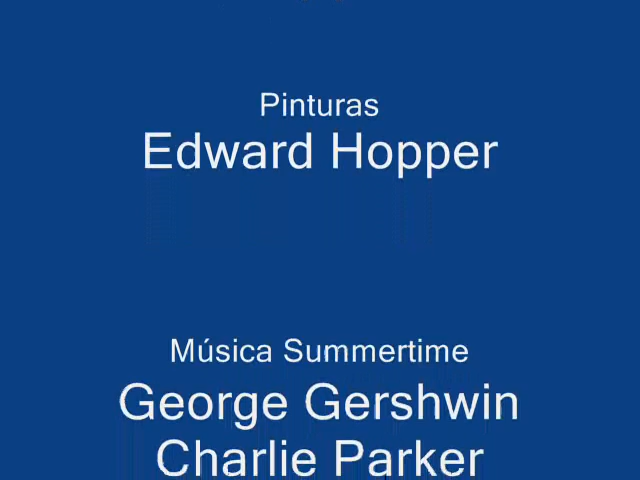 Pinturas
Edward Hopper
Música Summertime
George Gershwin
Charlie Parker